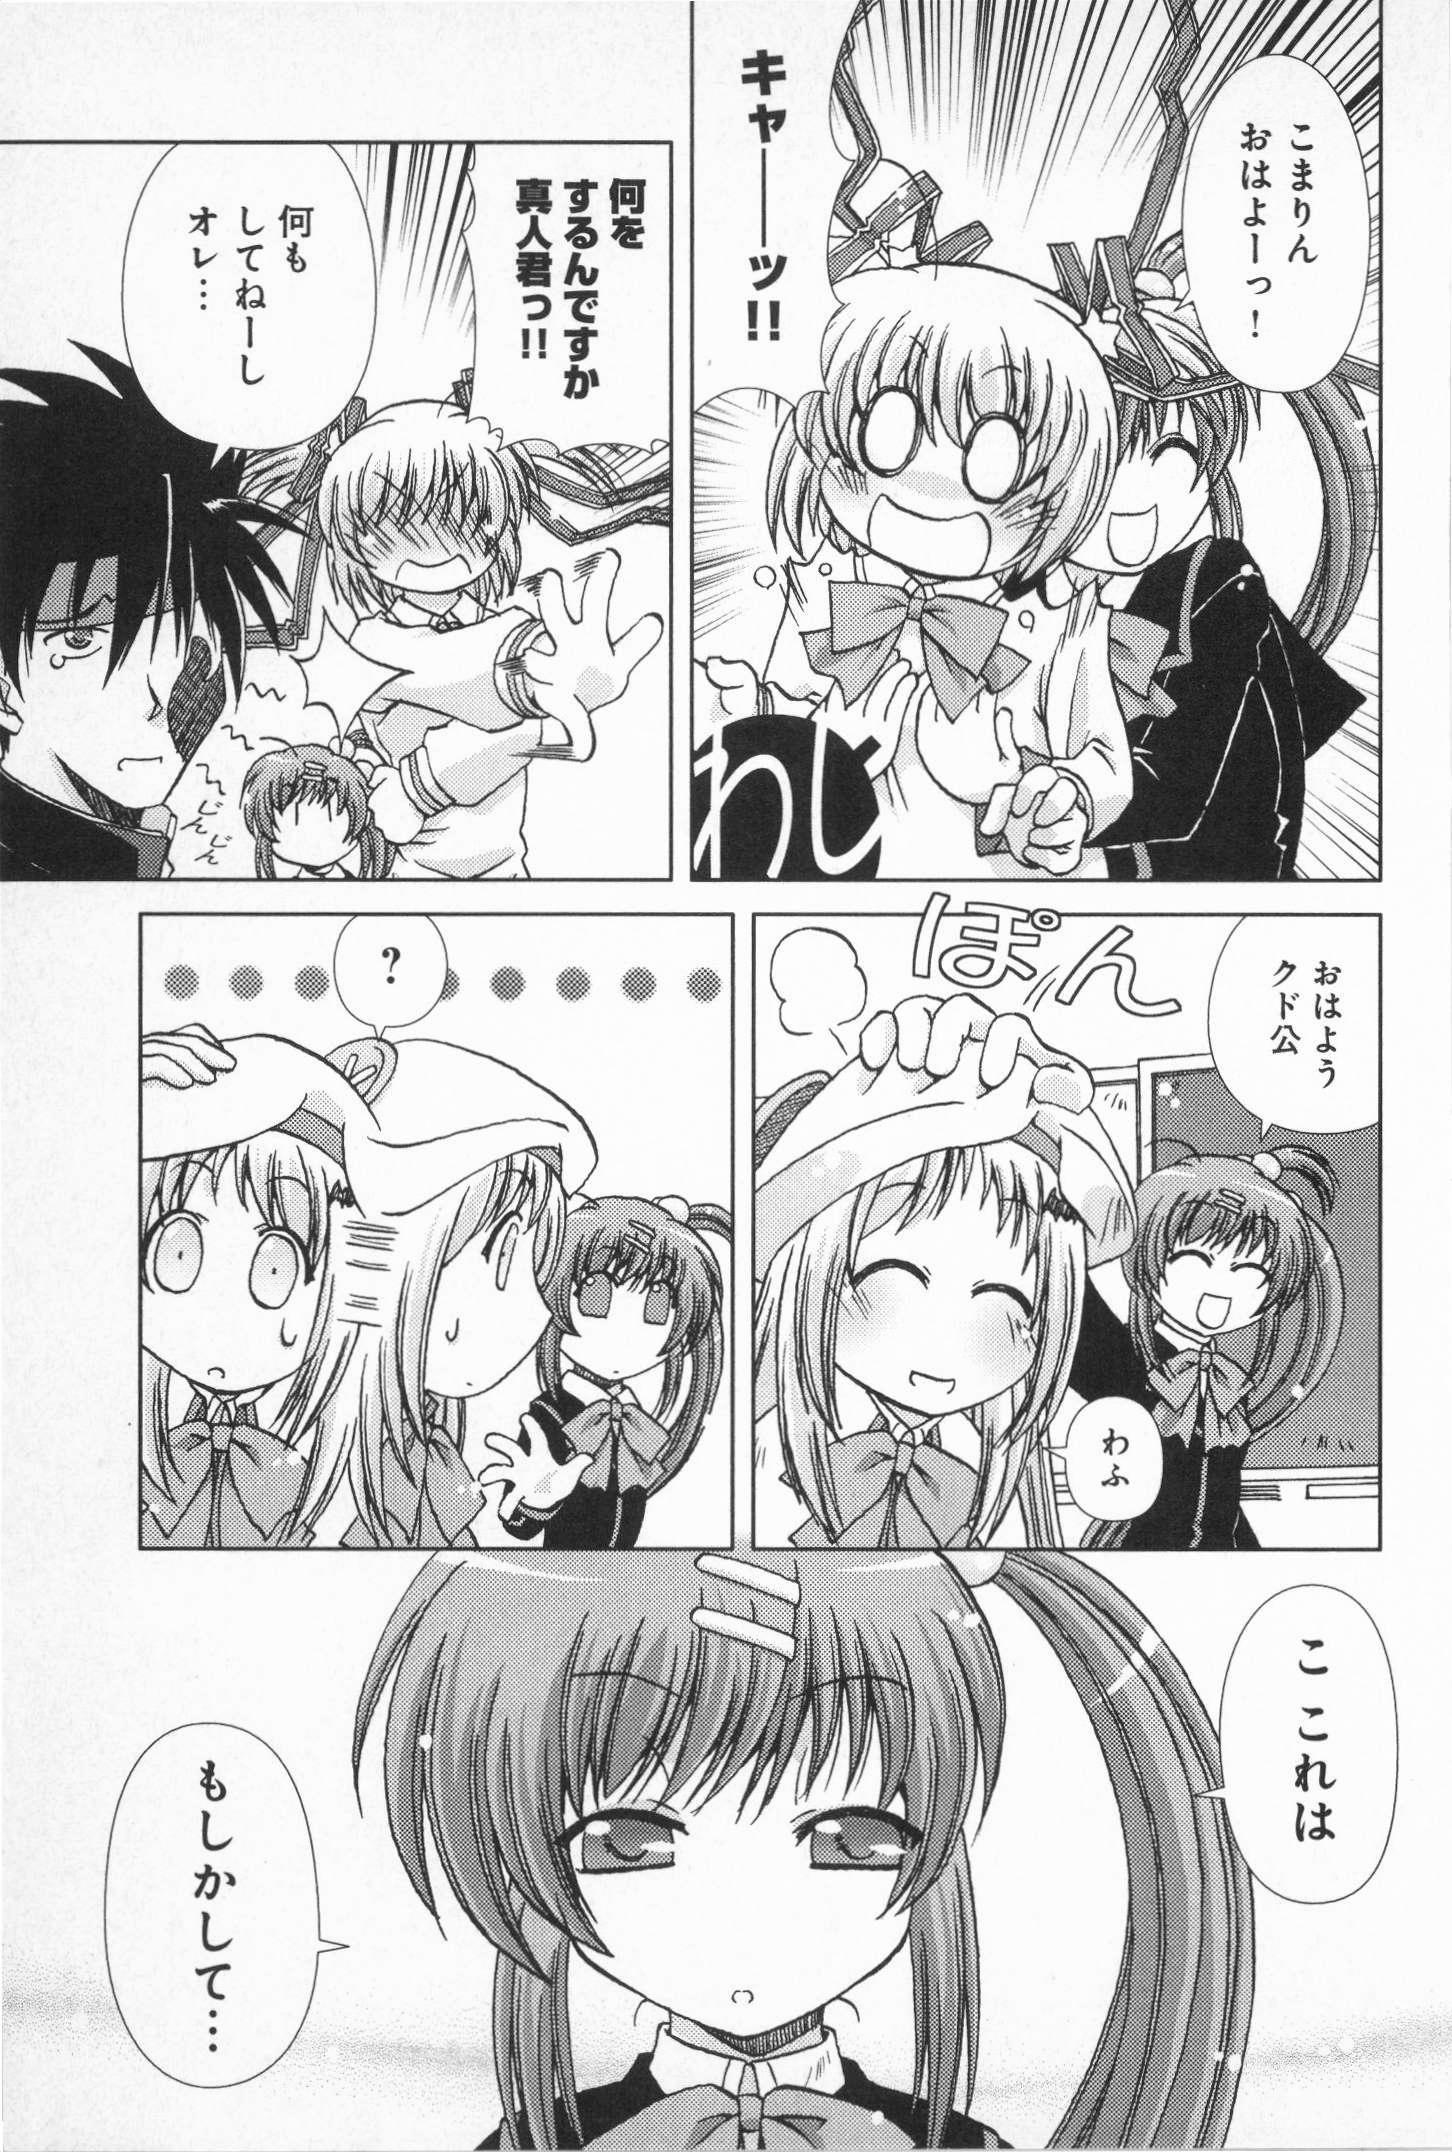 こまりん
おはよーっ!
キャーーッ!!
わし
何を
するんですか
真人君っ!!
何も
してねーし
オレ…
じんじん
おはよう
クド公
ぽん
わふ
?
こ これは
もしかして…